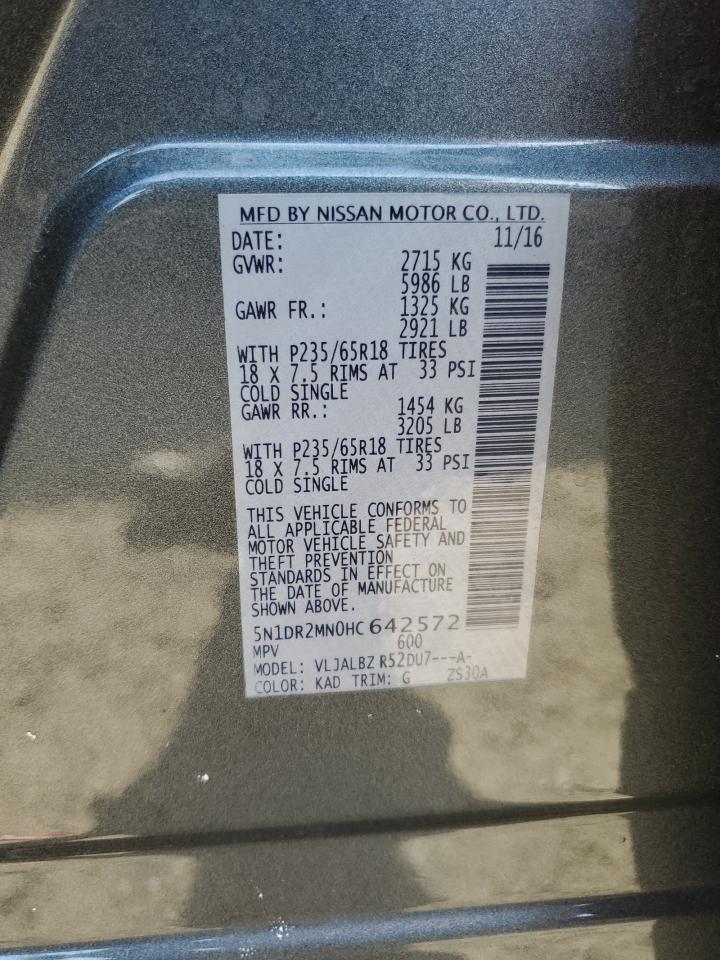 MFD BY NISSAN MOTOR CO., LTD.
DATE: 11/16
GVWR: 2715 KG
5986 LB
GAWR FR.: 1325 KG
2921 LB
WITH P235/65R18 TIRES
18 X 7.5 RIMS AT 33 PSI
COLD SINGLE
GAWR RR.: 1454 KG
3205 LB
WITH P235/65R18 TIRES
18 X 7.5 RIMS AT 33 PSI
COLD SINGLE
THIS VEHICLE CONFORMS TO
ALL APPLICABLE FEDERAL
MOTOR VEHICLE SAFETY AND
THEFT PREVENTION
STANDARDS IN EFFECT ON
THE DATE OF MANUFACTURE
SHOWN ABOVE.
5N1DR2MN0HC642572
MPV 600
MODEL: VLJALBZ R52DU7---A-
COLOR: KAD TRIM: G ZS30A